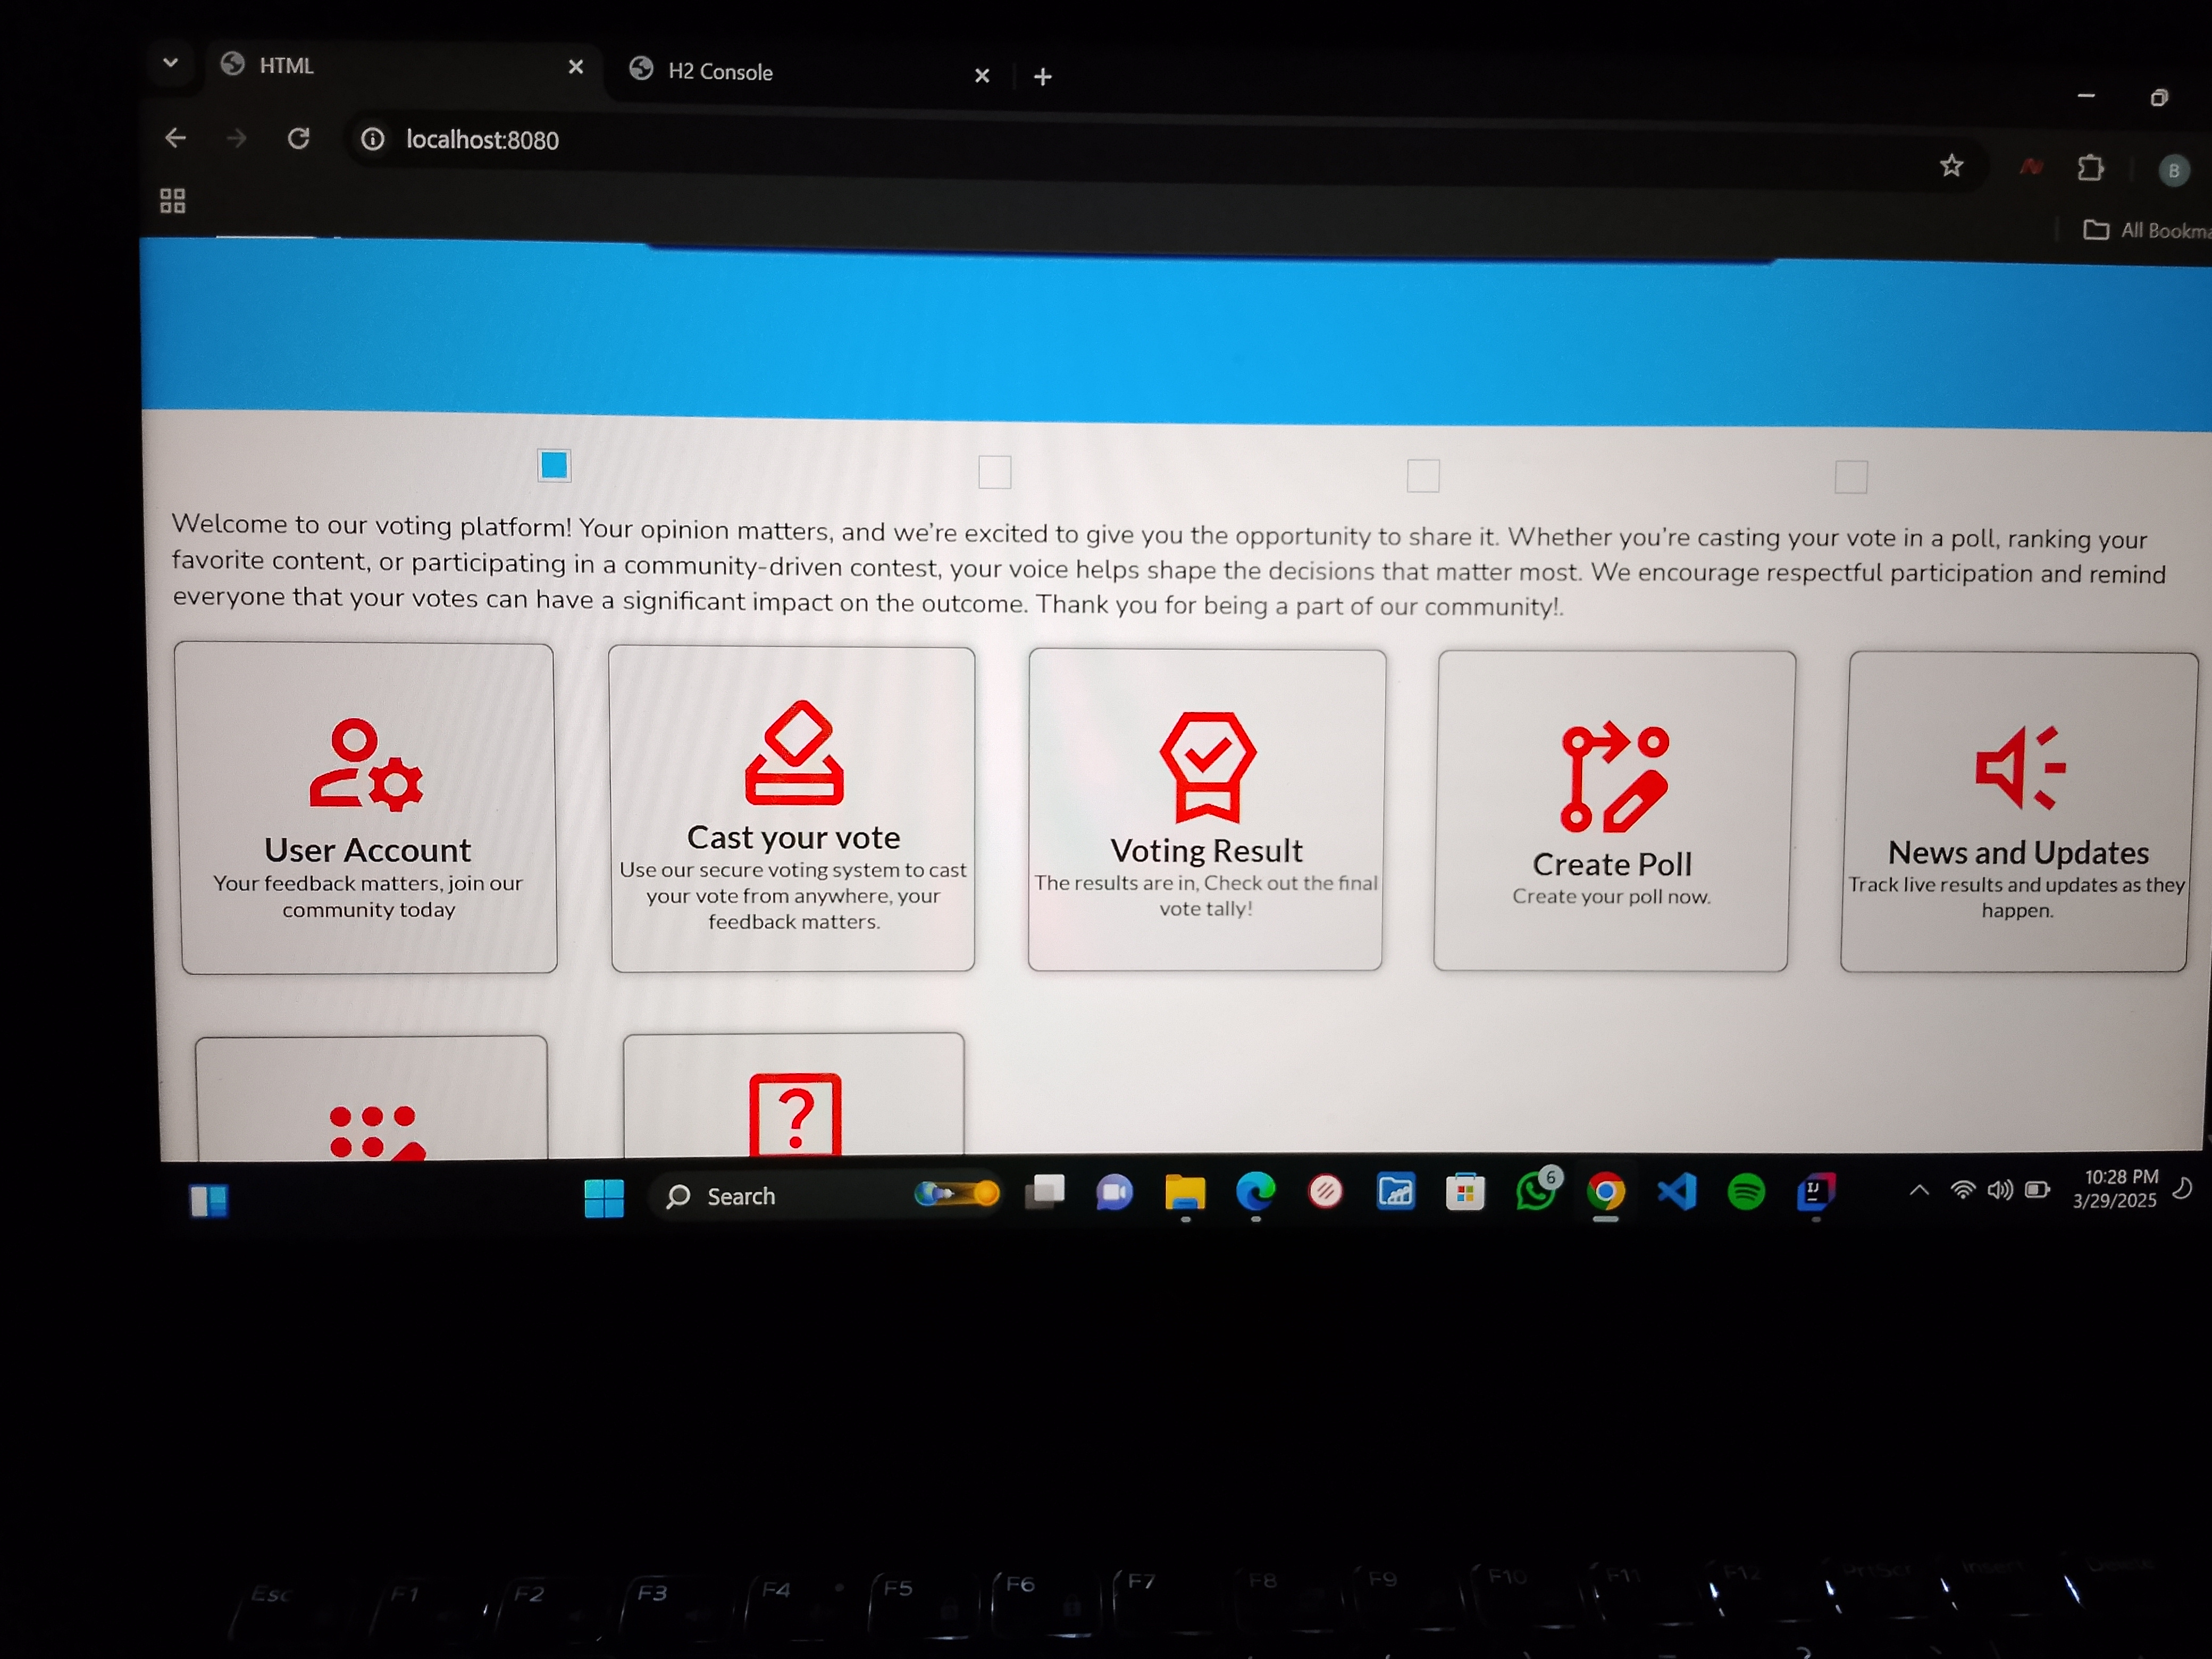 HTML
H2 Console
localhost:8080
B
All Bookma
Welcome to our voting platform! Your opinion matters, and we're excited to give you the opportunity to share it. Whether you're casting your vote in a poll, ranking your
favorite content, or participating in a community-driven contest, your voice helps shape the decisions that matter most. We encourage respectful participation and remind
everyone that your votes can have a significant impact on the outcome. Thank you for being a part of our community!.
User Account
Your feedback matters, join our
community today
Cast your vote
Use our secure voting system to cast
your vote from anywhere, your
feedback matters.
Voting Result
The results are in, Check out the final
vote tally!
Create Poll
Create your poll now.
News and Updates
Track live results and updates as they
happen.
?
Search
6
IJ
10:28 PM
3/29/2025
Esc
F1
F2
F3
F4
F5
F6
F7
F8
F9
F10
F11
F12
PrtScr
Insert
Delete